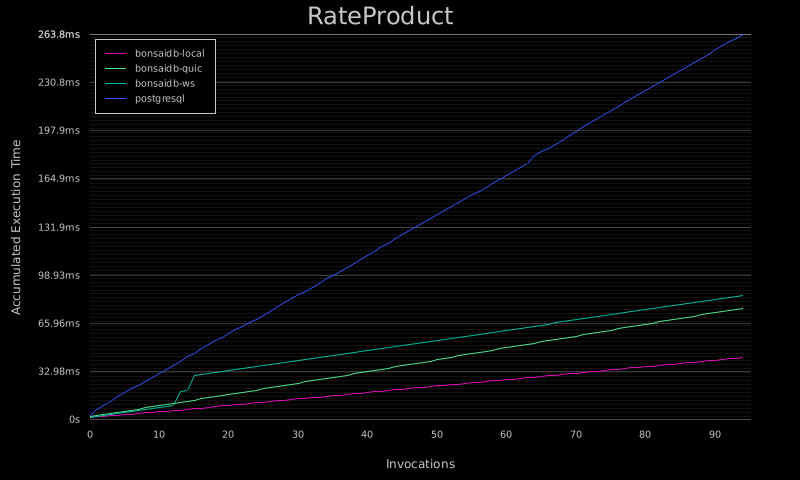 RateProduct
263.8ms
230.8ms
197.9ms
164.9ms
131.9ms
98.93ms
65.96ms
32.98ms
0s
bonsaidb-local
bonsaidb-quic
bonsaidb-ws
postgresql
Accumulated Execution Time
0 10 20 30 40 50 60 70 80 90
Invocations